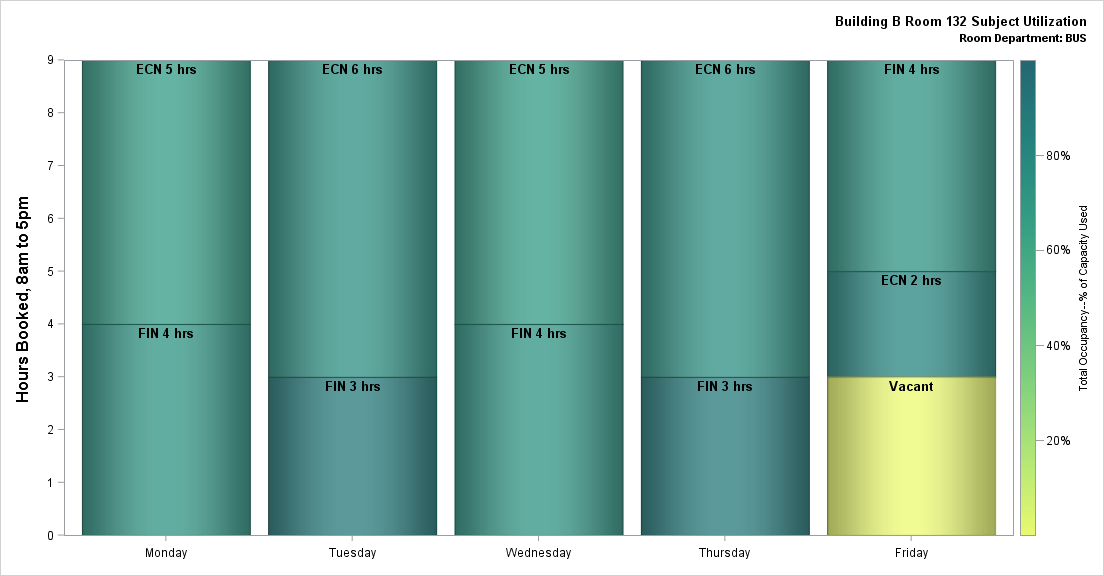 Building B Room 132 Subject Utilization
Room Department: BUS
Hours Booked, 8am to 5pm
9
8
7
6
5
4
3
2
1
0
ECN 5 hrs
FIN 4 hrs
ECN 6 hrs
FIN 3 hrs
ECN 5 hrs
FIN 4 hrs
ECN 6 hrs
FIN 3 hrs
FIN 4 hrs
ECN 2 hrs
Vacant
Monday
Tuesday
Wednesday
Thursday
Friday
80%
60%
40%
20%
Total Occupancy--% of Capacity Used